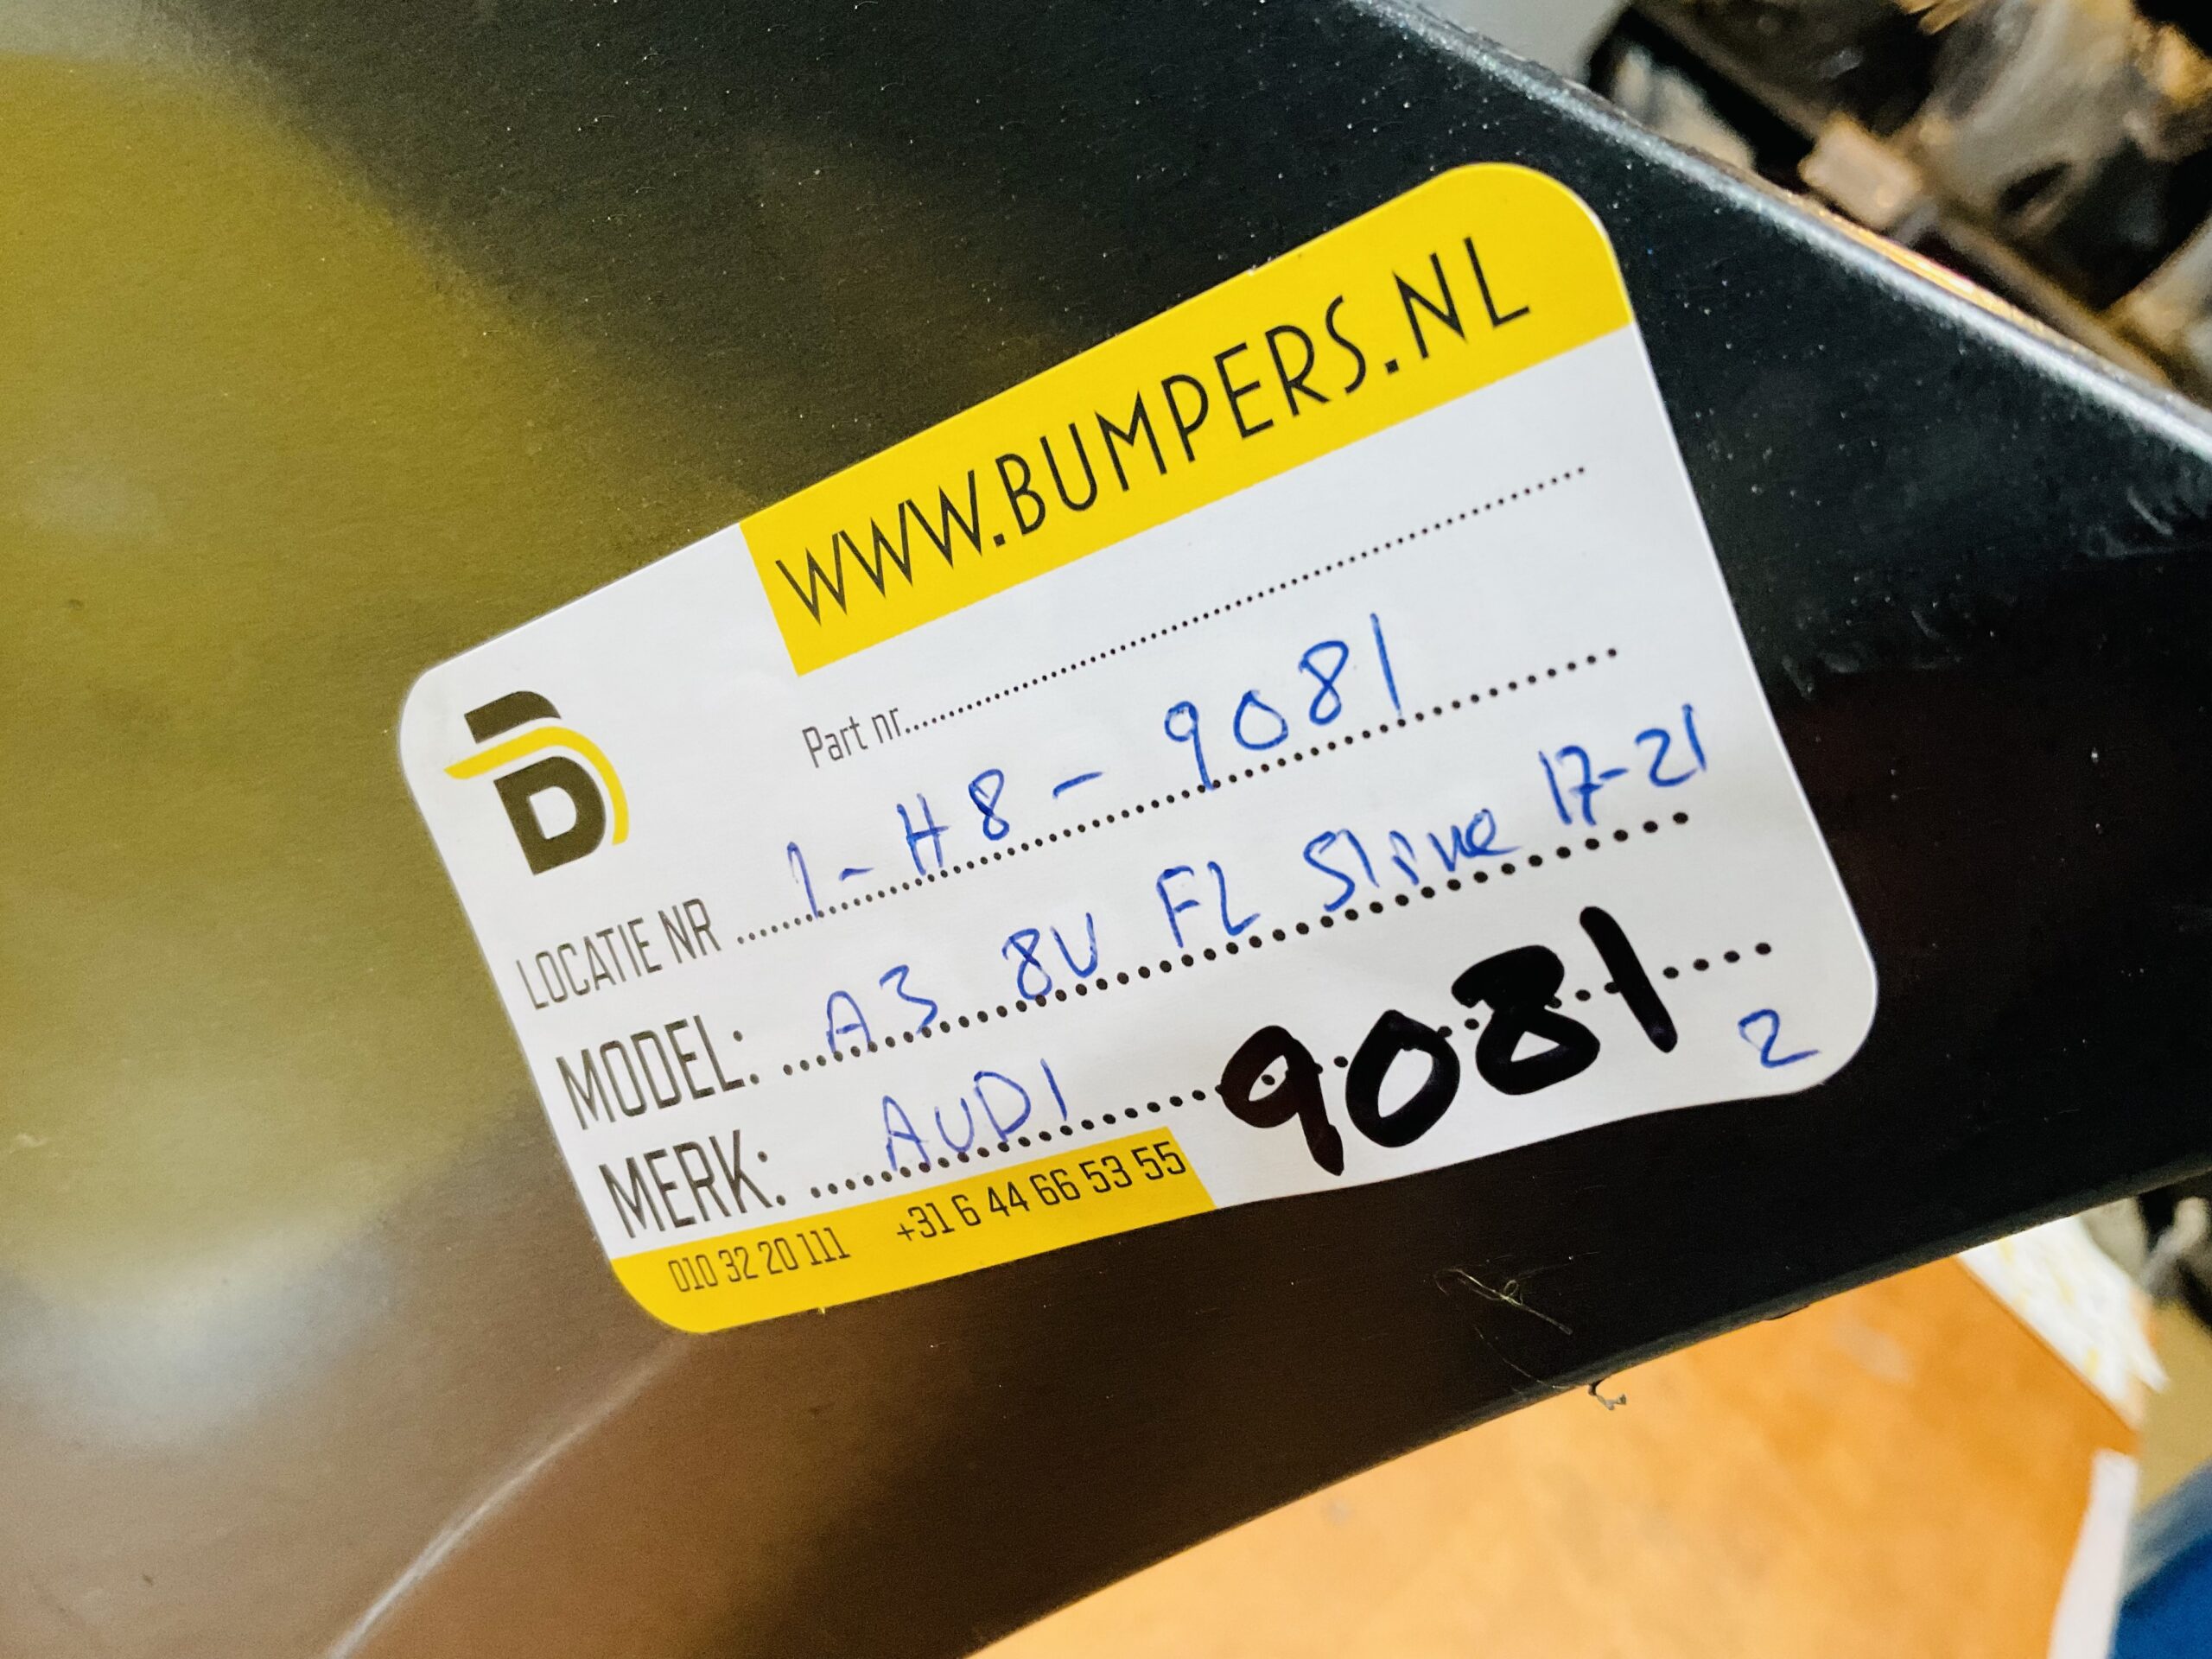 WWW.BUMPERS.NL
Part nr..........
LOCATIE NR 1-H8-9081
MODEL: A3 8V FL Sline 17-21
MERK: AUDI 9081
2
010 32 20 111 +31 6 44 66 53 55